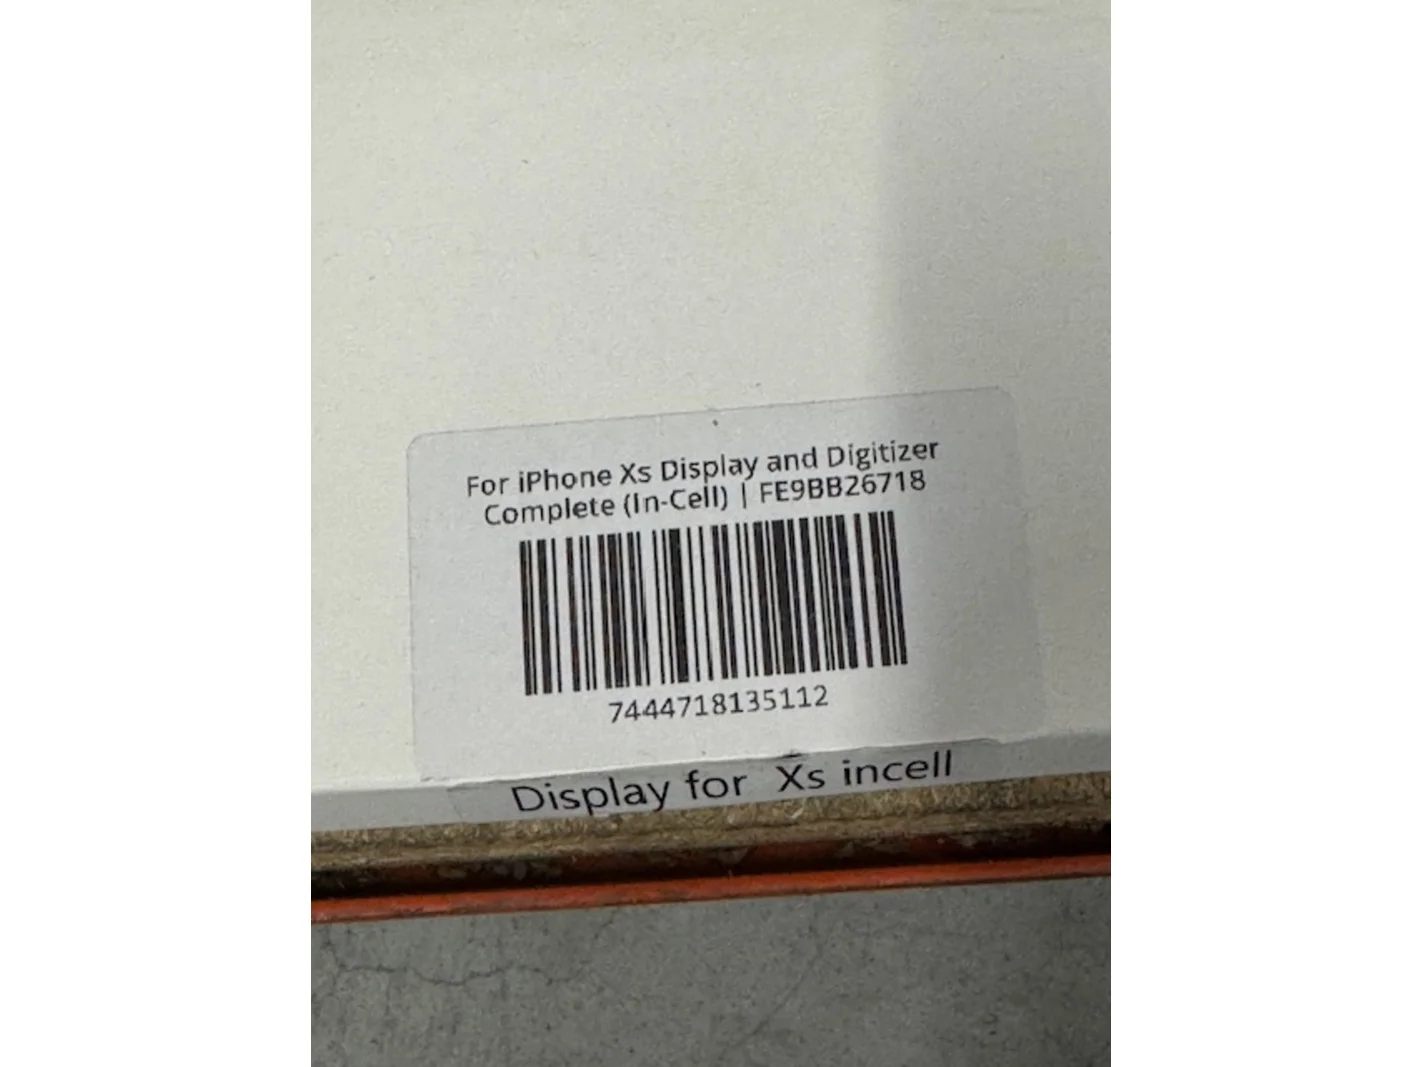 For iPhone Xs Display and Digitizer
Complete (In-Cell) | FE9BB26718
7444718135112
Display for Xs incell